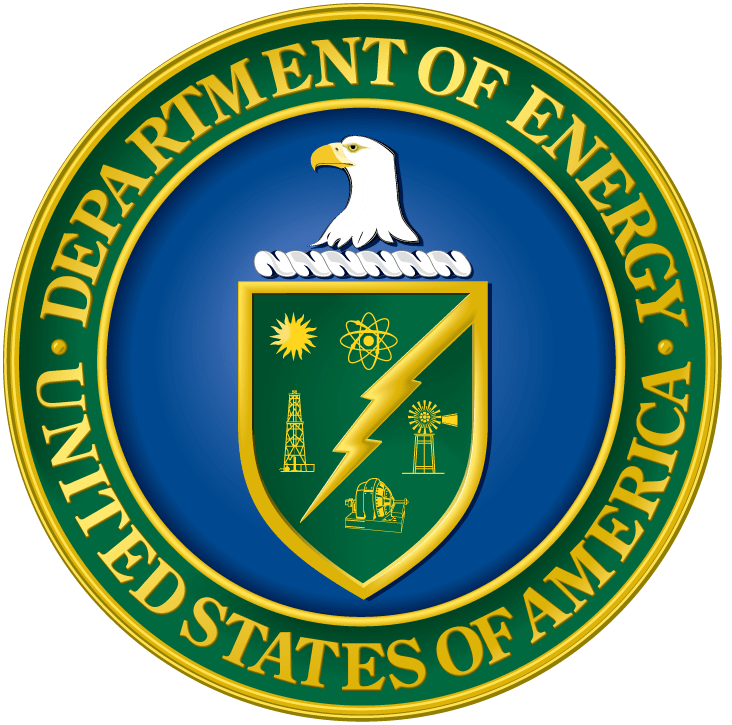 DEPARTMENT OF ENERGY
UNITED STATES OF AMERICA